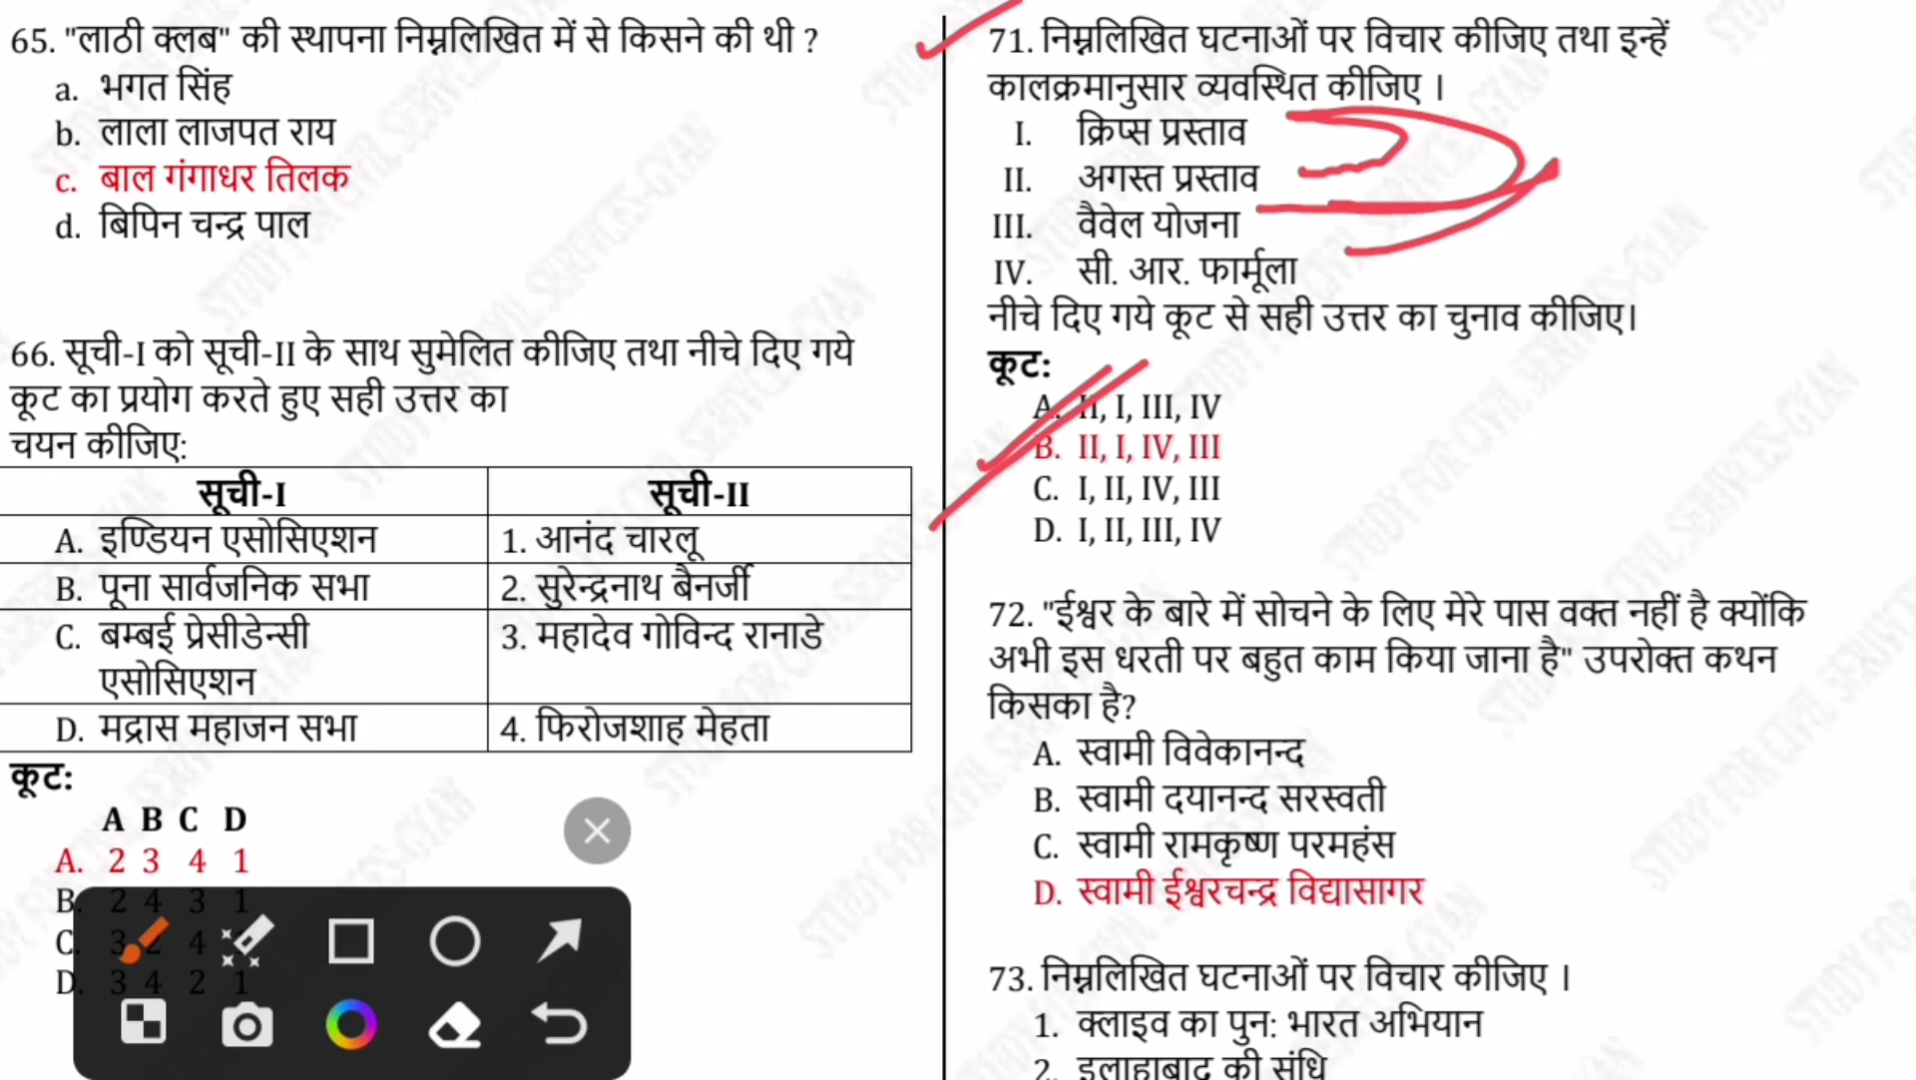 65. "लाठी क्लब" की स्थापना निम्नलिखित में से किसने की थी ?
a. भगत सिंह
b. लाला लाजपत राय
c. बाल गंगाधर तिलक
d. बिपिन चन्द्र पाल
66. सूची-I को सूची-II के साथ सुमेलित कीजिए तथा नीचे दिए गये
कूट का प्रयोग करते हुए सही उत्तर का
चयन कीजिए:
सूची-I सूची-II
A. इण्डियन एसोसिएशन 1. आनंद चारलू
B. पूना सार्वजनिक सभा 2. सुरेन्द्रनाथ बैनर्जी
C. बम्बई प्रेसीडेन्सी 3. महादेव गोविन्द रानाडे
एसोसिएशन
D. मद्रास महाजन सभा 4. फिरोजशाह मेहता
कूट:
A B C D
A. 2 3 4 1
B. 2 4 3 1
C. 3 2 4
D. 3 4 2 1
71. निम्नलिखित घटनाओं पर विचार कीजिए तथा इन्हें
कालक्रमानुसार व्यवस्थित कीजिए ।
I. क्रिप्स प्रस्ताव
II. अगस्त प्रस्ताव
III. वैवेल योजना
IV. सी. आर. फार्मूला
नीचे दिए गये कूट से सही उत्तर का चुनाव कीजिए।
कूट:
A. II, I, III, IV
B. II, I, IV, III
C. I, II, IV, III
D. I, II, III, IV
72. "ईश्वर के बारे में सोचने के लिए मेरे पास वक्त नहीं है क्योंकि
अभी इस धरती पर बहुत काम किया जाना है" उपरोक्त कथन
किसका है?
A. स्वामी विवेकानन्द
B. स्वामी दयानन्द सरस्वती
C. स्वामी रामकृष्ण परमहंस
D. स्वामी ईश्वरचन्द्र विद्यासागर
73. निम्नलिखित घटनाओं पर विचार कीजिए ।
1. क्लाइव का पुन: भारत अभियान
2. इलाहाबाद की संधि